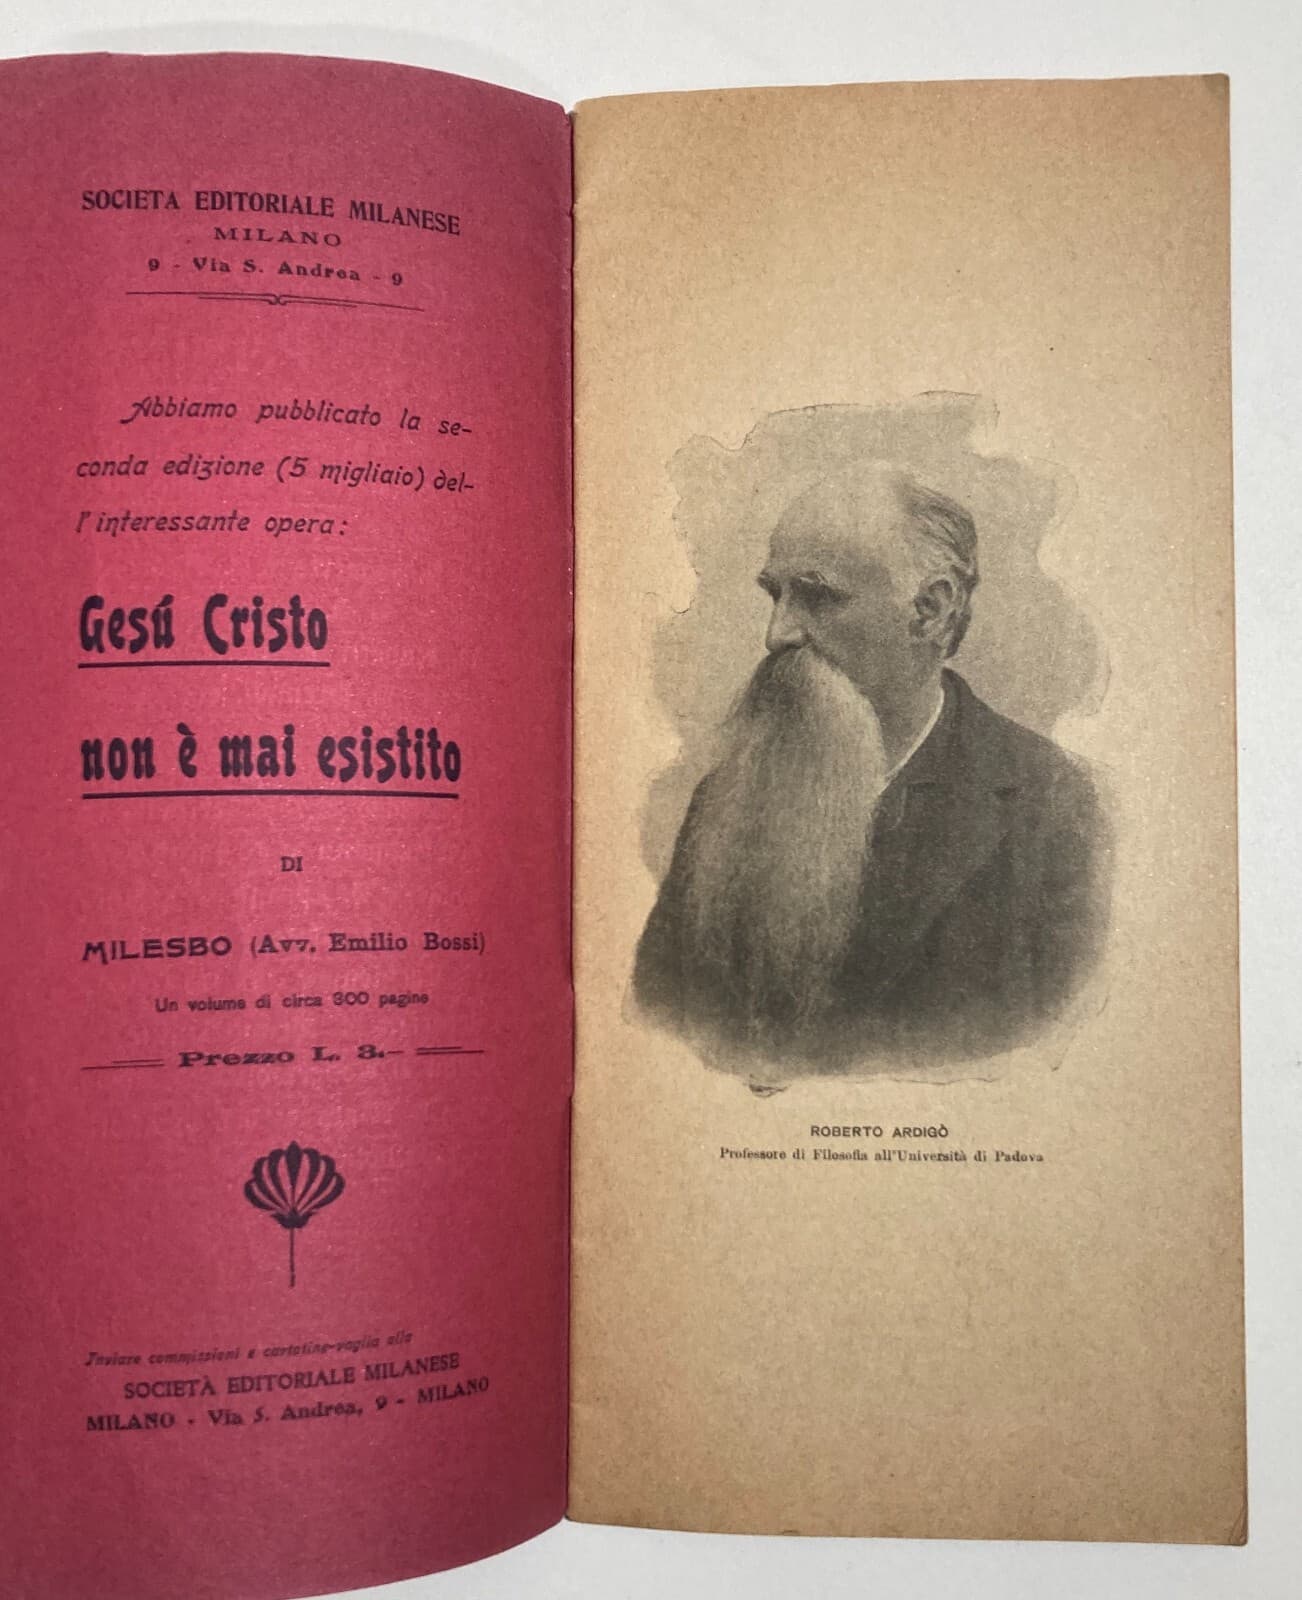 SOCIETA EDITORIALE MILANESE
MILANO
9 - Via S. Andrea - 9
Abbiamo pubblicato la se-
conda edizione (5 migliaio) del-
l'interessante opera:
Gesú Cristo
non è mai esistito
DI
MILESBO (Avv. Emilio Bossi)
Un volume di circa 300 pagine
Prezzo L. 3.-
Inviare commissioni e cartoline-vaglia alla
SOCIETÀ EDITORIALE MILANESE
MILANO - Via S. Andrea, 9 - MILANO
ROBERTO ARDIGÒ
Professore di Filosofia all'Università di Padova